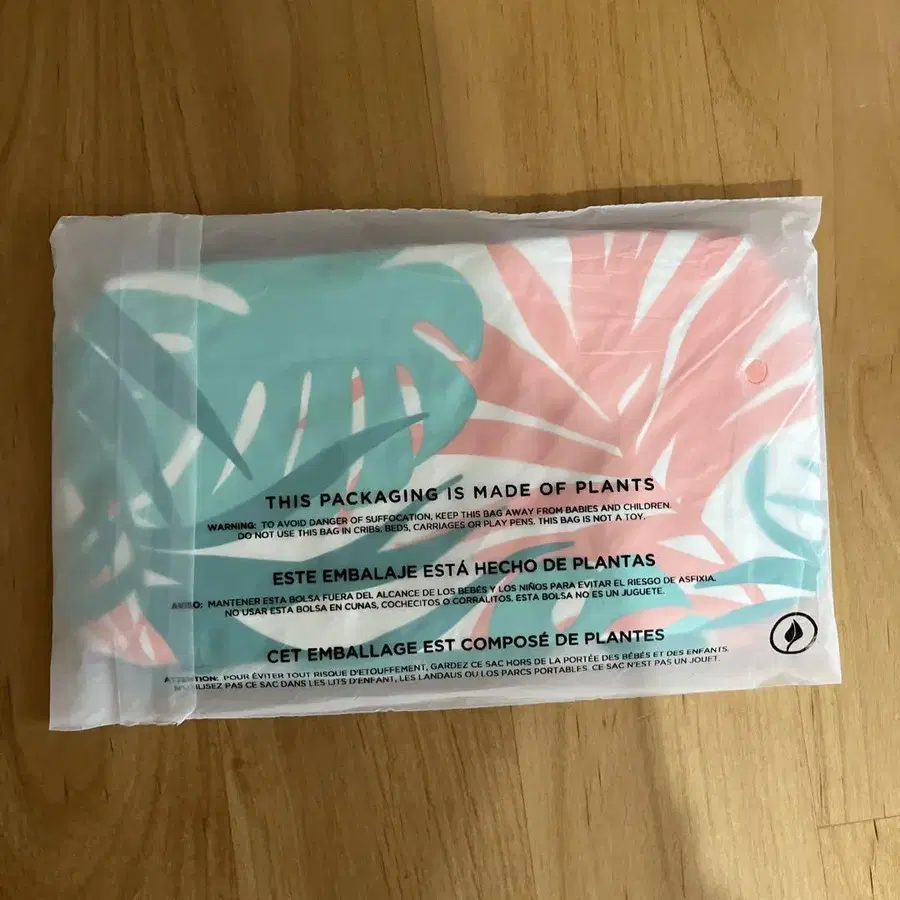 THIS PACKAGING IS MADE OF PLANTS
WARNING: TO AVOID DANGER OF SUFFOCATION, KEEP THIS BAG AWAY FROM BABIES AND CHILDREN.
DO NOT USE THIS BAG IN CRIBS, BEDS, CARRIAGES OR PLAY PENS. THIS BAG IS NOT A TOY.
ESTE EMBALAJE ESTÁ HECHO DE PLANTAS
AVISO: MANTENER ESTA BOLSA FUERA DEL ALCANCE DE LOS BEBÉS Y LOS NIÑOS PARA EVITAR EL RIESGO DE ASFIXIA.
NO USAR ESTA BOLSA EN CUNAS, COCHECITOS O CORRALITOS. ESTA BOLSA NO ES UN JUGUETE.
CET EMBALLAGE EST COMPOSÉ DE PLANTES
ATTENTION: POUR ÉVITER TOUT RISQUE D'ETOUFFEMENT, GARDEZ CE SAC HORS DE LA PORTÉE DES BÉBÉS ET DES ENFANTS.
N'UTILISEZ PAS CE SAC DANS LES LITS D'ENFANT, LES LANDAUS OU LOS PARCS PORTABLES. CE SAC N'EST PAS UN JOUET.